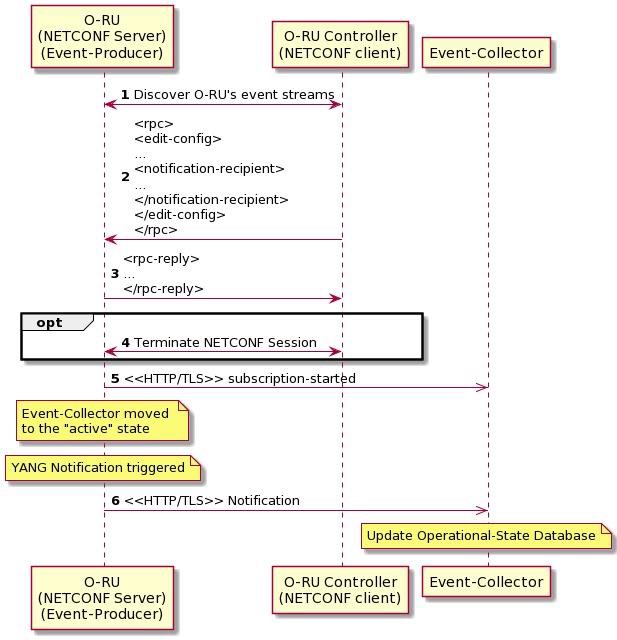 O-RU
(NETCONF Server)
(Event-Producer)
O-RU Controller
(NETCONF client)
Event-Collector
1 Discover O-RU's event streams
<rpc>
<edit-config>
...
<notification-recipient>
2
...
</notification-recipient>
</edit-config>
</rpc>
<rpc-reply>
3 ...
</rpc-reply>
opt
4 Terminate NETCONF Session
5 <<HTTP/TLS>> subscription-started
Event-Collector moved
to the "active" state
YANG Notification triggered
6 <<HTTP/TLS>> Notification
Update Operational-State Database
O-RU
(NETCONF Server)
(Event-Producer)
O-RU Controller
(NETCONF client)
Event-Collector